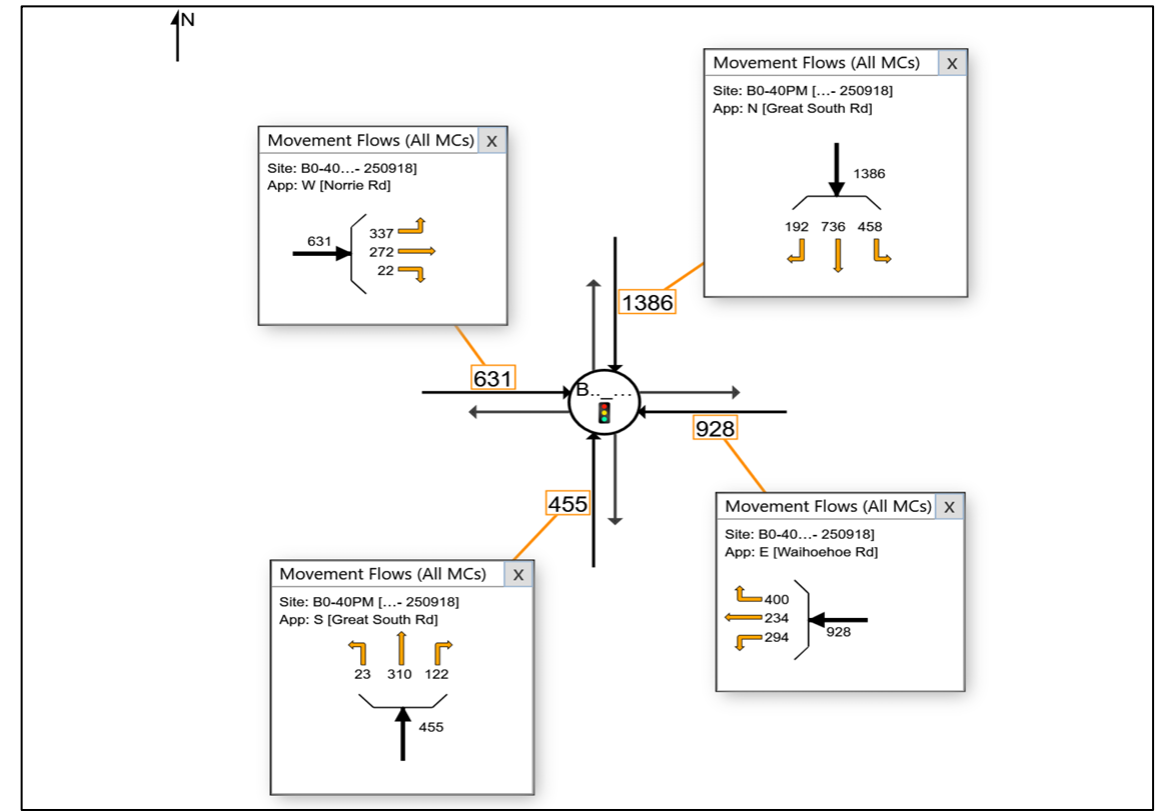 N
Movement Flows (All MCs) X
Site: B0-40PM [...- 250918]
App: N [Great South Rd]
1386
192 736 458
Movement Flows (All MCs) X
Site: B0-40...- 250918]
App: W [Norrie Rd]
631
337
272
22
1386
631
B.._...
928
455
Movement Flows (All MCs) X
Site: B0-40...- 250918]
App: E [Waihoehoe Rd]
400
234
294
928
Movement Flows (All MCs) X
Site: B0-40PM [...- 250918]
App: S [Great South Rd]
23 310 122
455